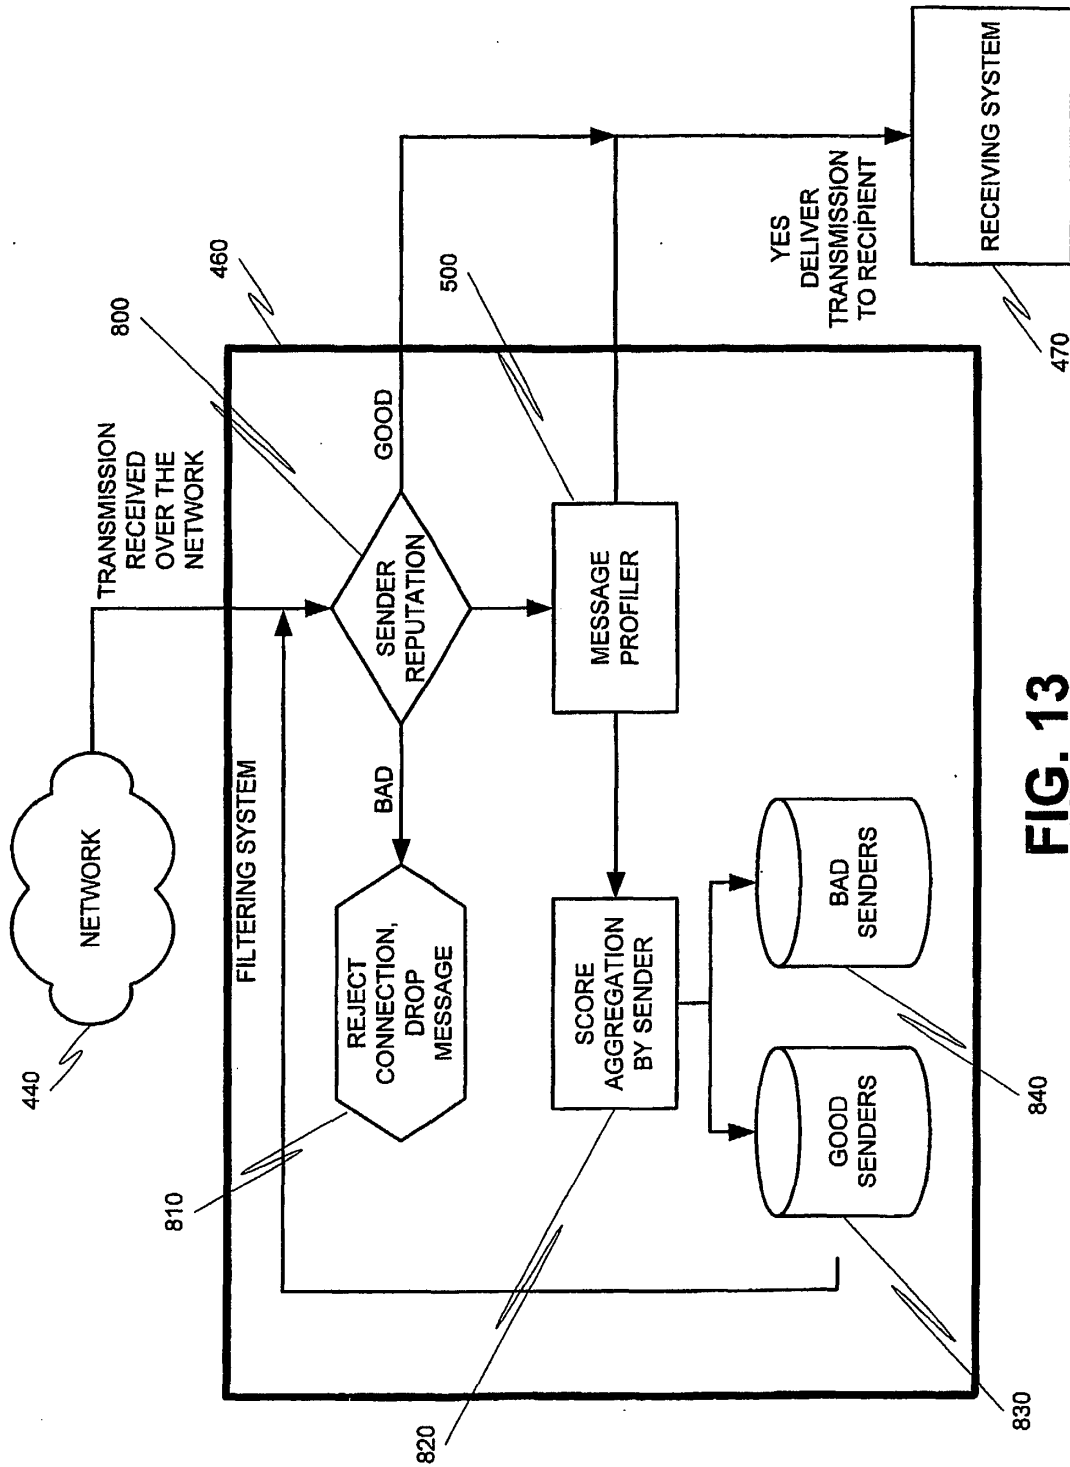 440
NETWORK
TRANSMISSION
RECEIVED
OVER THE
NETWORK
800
460
FILTERING SYSTEM
810
REJECT
CONNECTION,
DROP
MESSAGE
BAD
SENDER
REPUTATION
GOOD
500
820
SCORE
AGGREGATION
BY SENDER
MESSAGE
PROFILER
YES
DELIVER
TRANSMISSION
TO RECIPIENT
GOOD
SENDERS
BAD
SENDERS
830
840
470
RECEIVING SYSTEM
FIG. 13